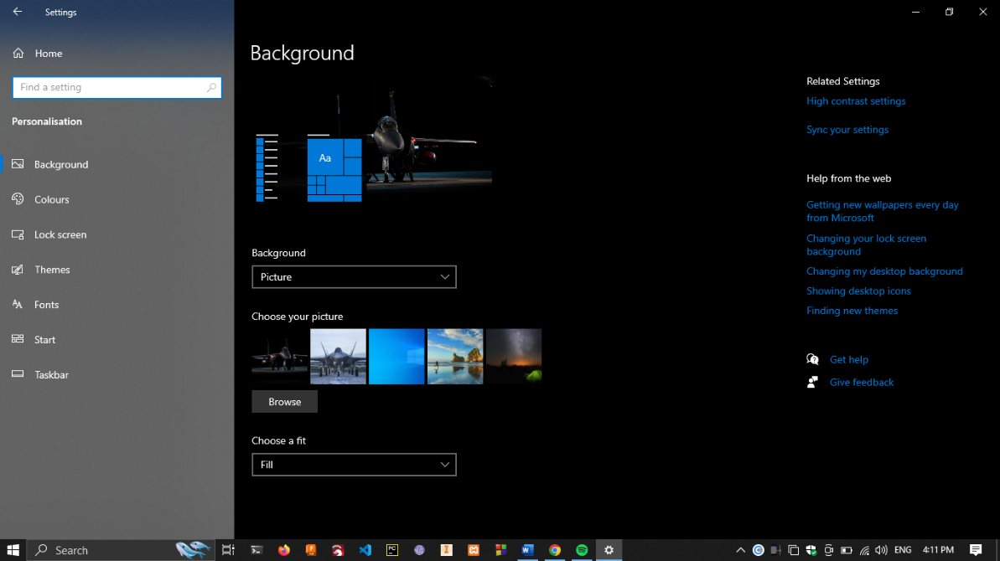 Settings
Home
Find a setting
Personalisation
Background
Colours
Lock screen
Themes
Fonts
Start
Taskbar
Background
Aa
Background
Picture
Choose your picture
Browse
Choose a fit
Fill
Related Settings
High contrast settings
Sync your settings
Help from the web
Getting new wallpapers every day
from Microsoft
Changing your lock screen
background
Changing my desktop background
Showing desktop icons
Finding new themes
Get help
Give feedback
Search
PC
I
W
ENG
4:11 PM